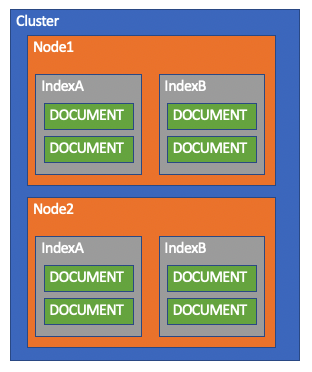 Cluster
Node1
IndexA
DOCUMENT
DOCUMENT
IndexB
DOCUMENT
DOCUMENT
Node2
IndexA
DOCUMENT
DOCUMENT
IndexB
DOCUMENT
DOCUMENT